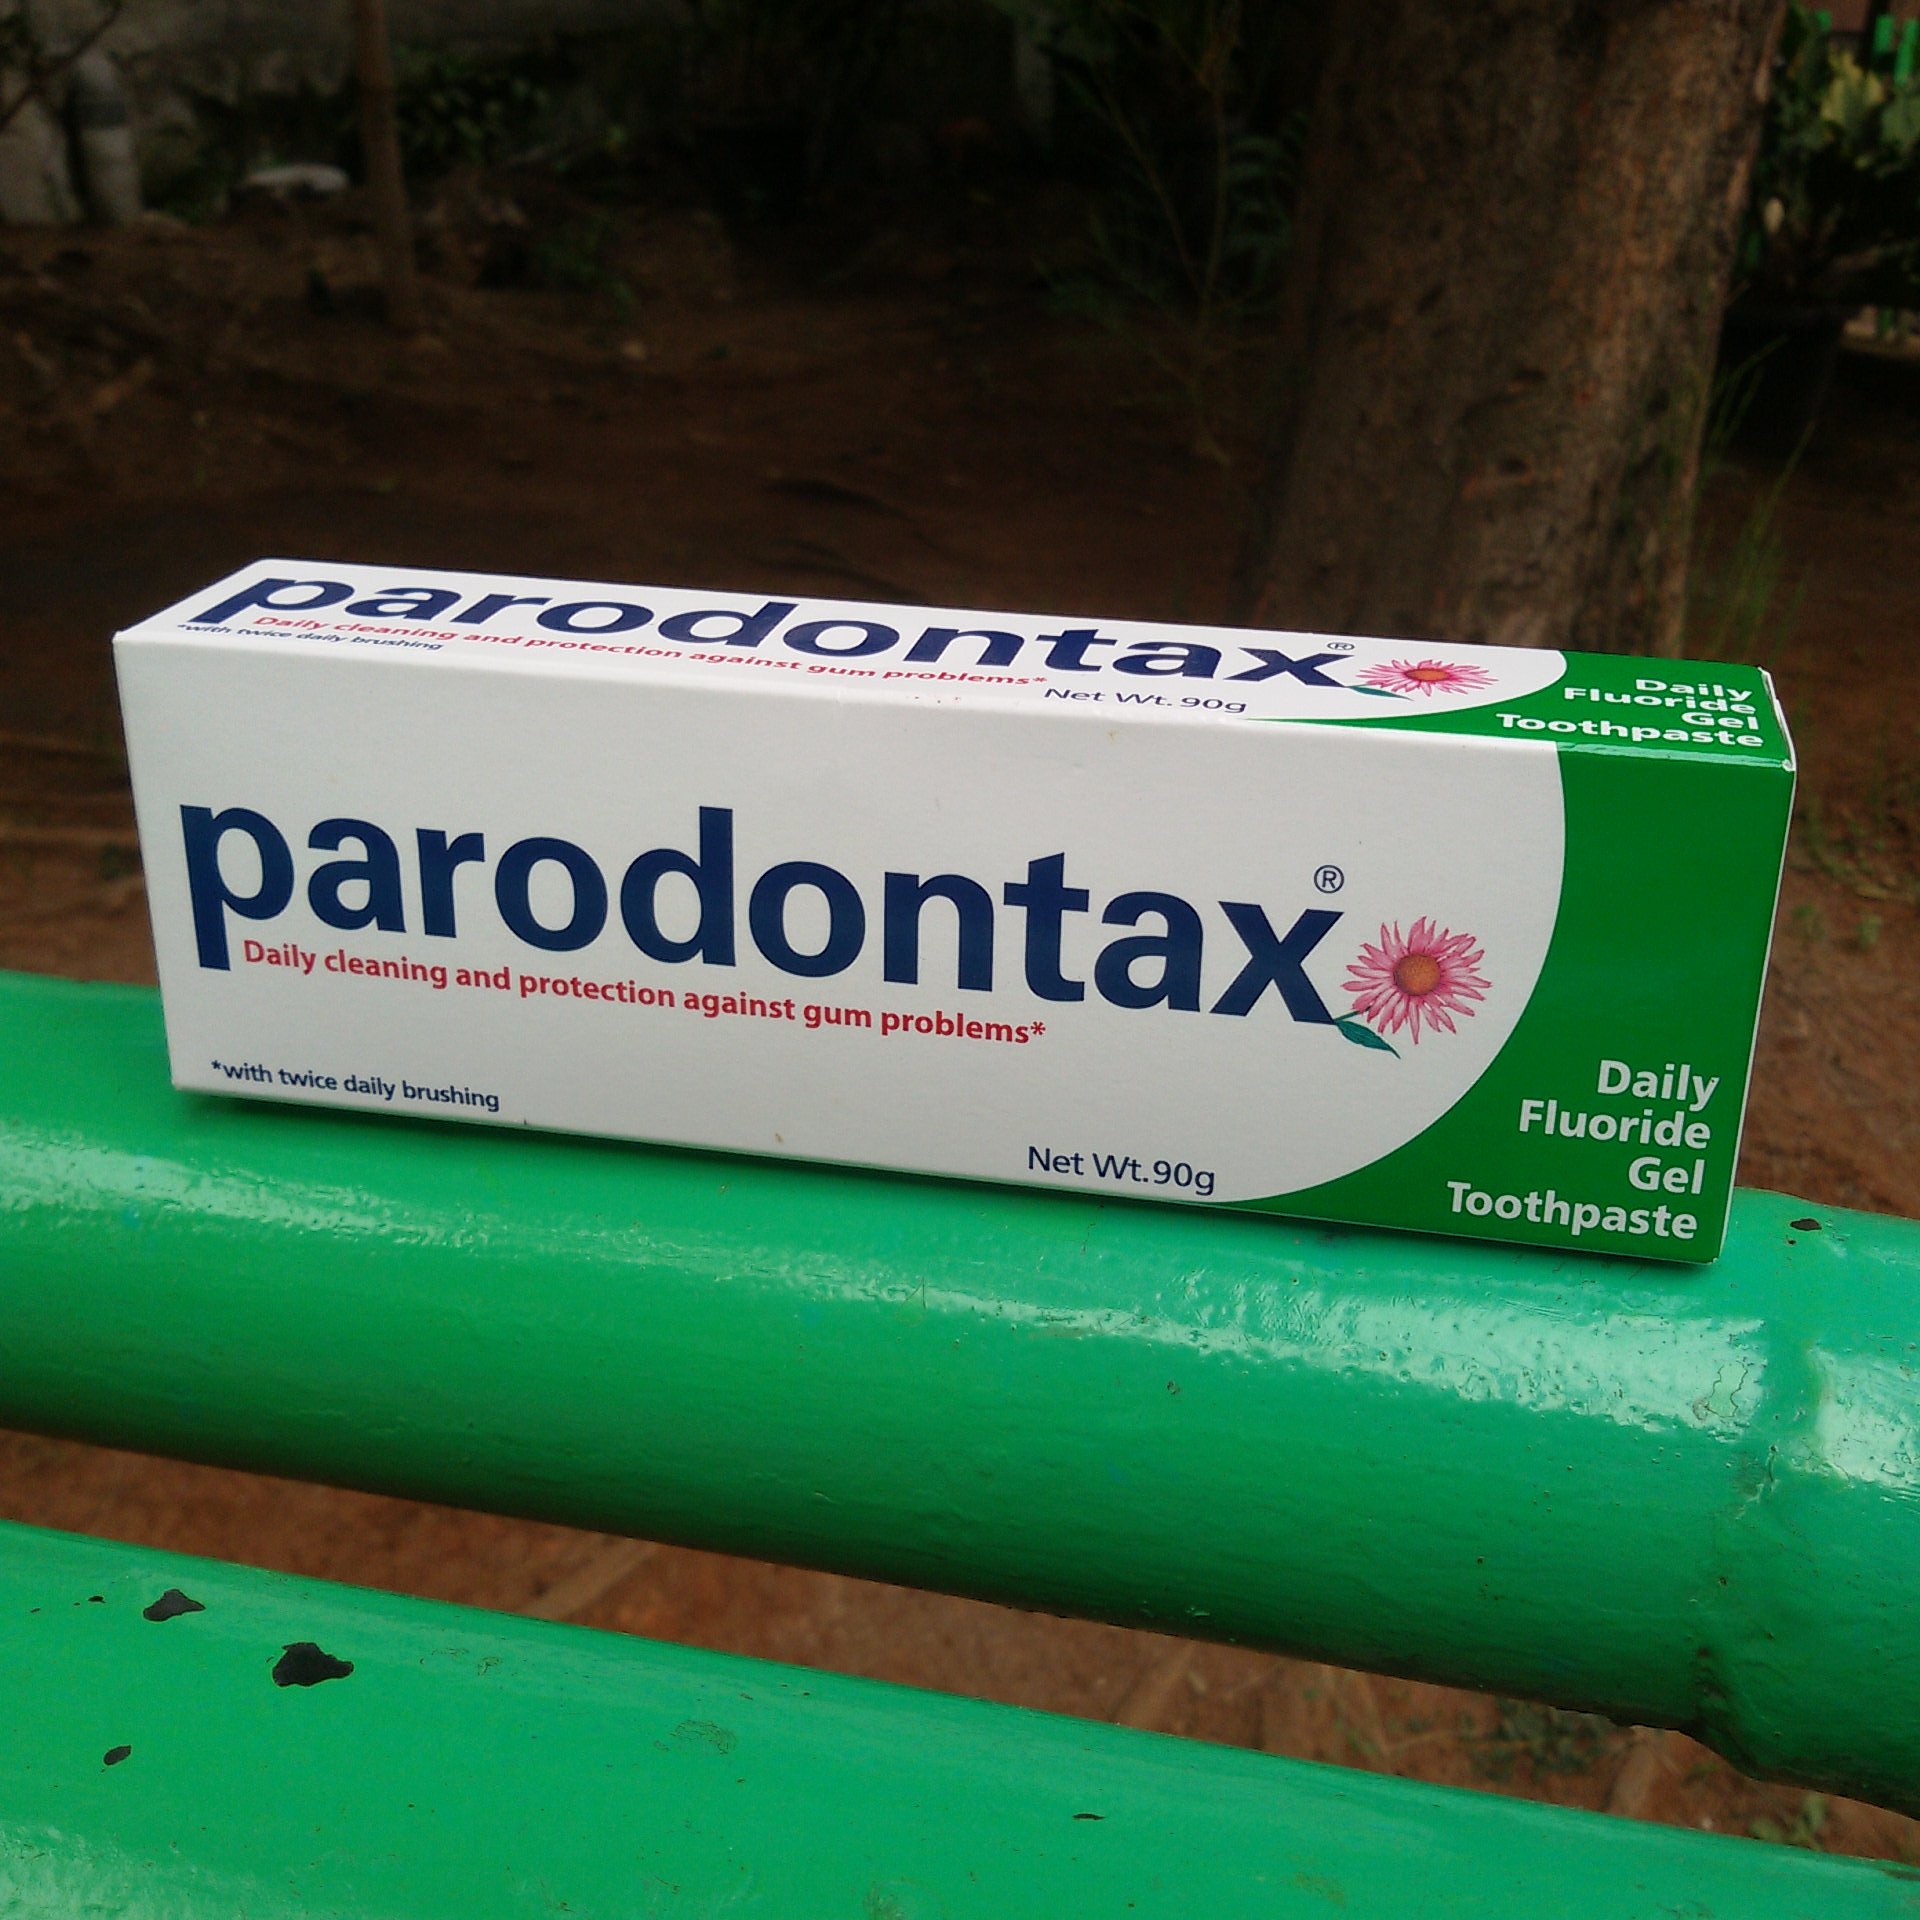 parodontax®
Daily cleaning and protection against gum problems*
*with twice daily brushing
Net Wt. 90g
Daily
Fluoride
Gel
Toothpaste
parodontax®
Daily cleaning and protection against gum problems*
*with twice daily brushing
Net Wt.90g
Daily
Fluoride
Gel
Toothpaste